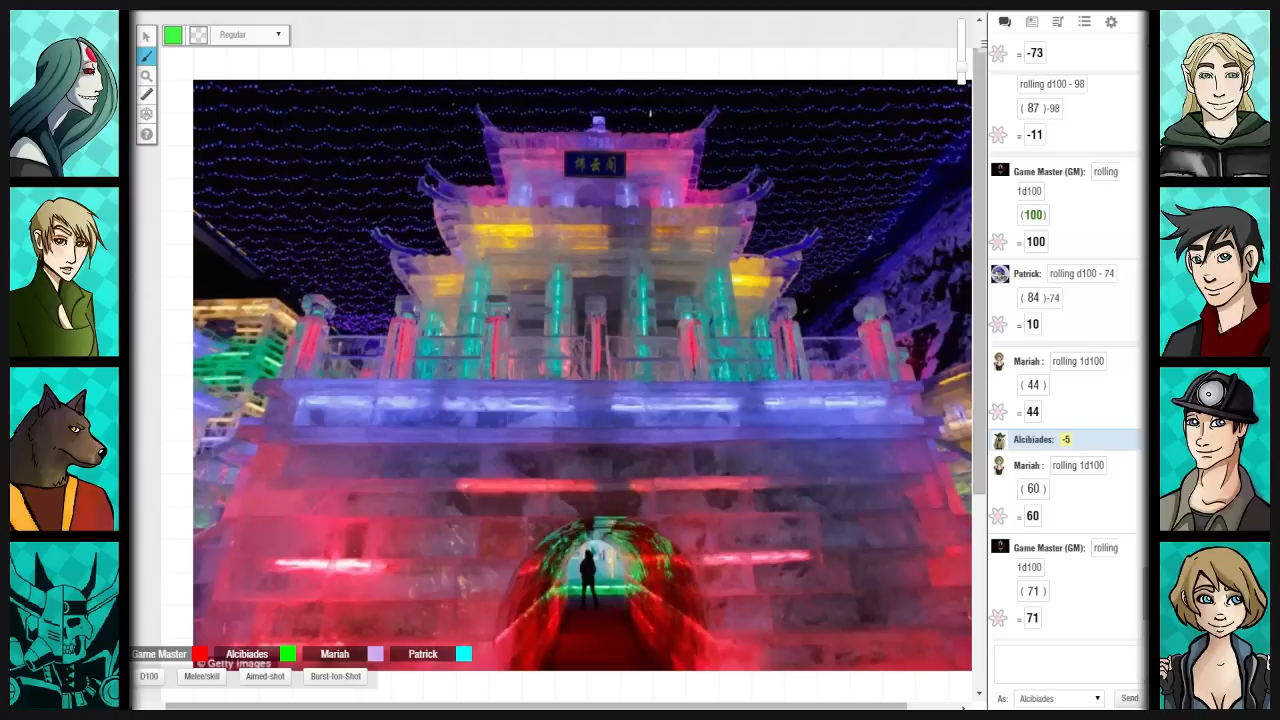 Regular
= -73
rolling d100 - 98
( 87 )-98
= -11
Game Master (GM): rolling
1d100
(100)
= 100
Patrick: rolling d100 - 74
( 84 )-74
= 10
Mariah : rolling 1d100
( 44 )
= 44
Alcibiades: -5
Mariah : rolling 1d100
( 60 )
= 60
Game Master (GM): rolling
1d100
( 71 )
= 71
Game Master Alcibiades Mariah Patrick
© Getty Images
D100 Melee/skill Aimed-shot Burst-Ion-Shot
As: Alcibiades Send